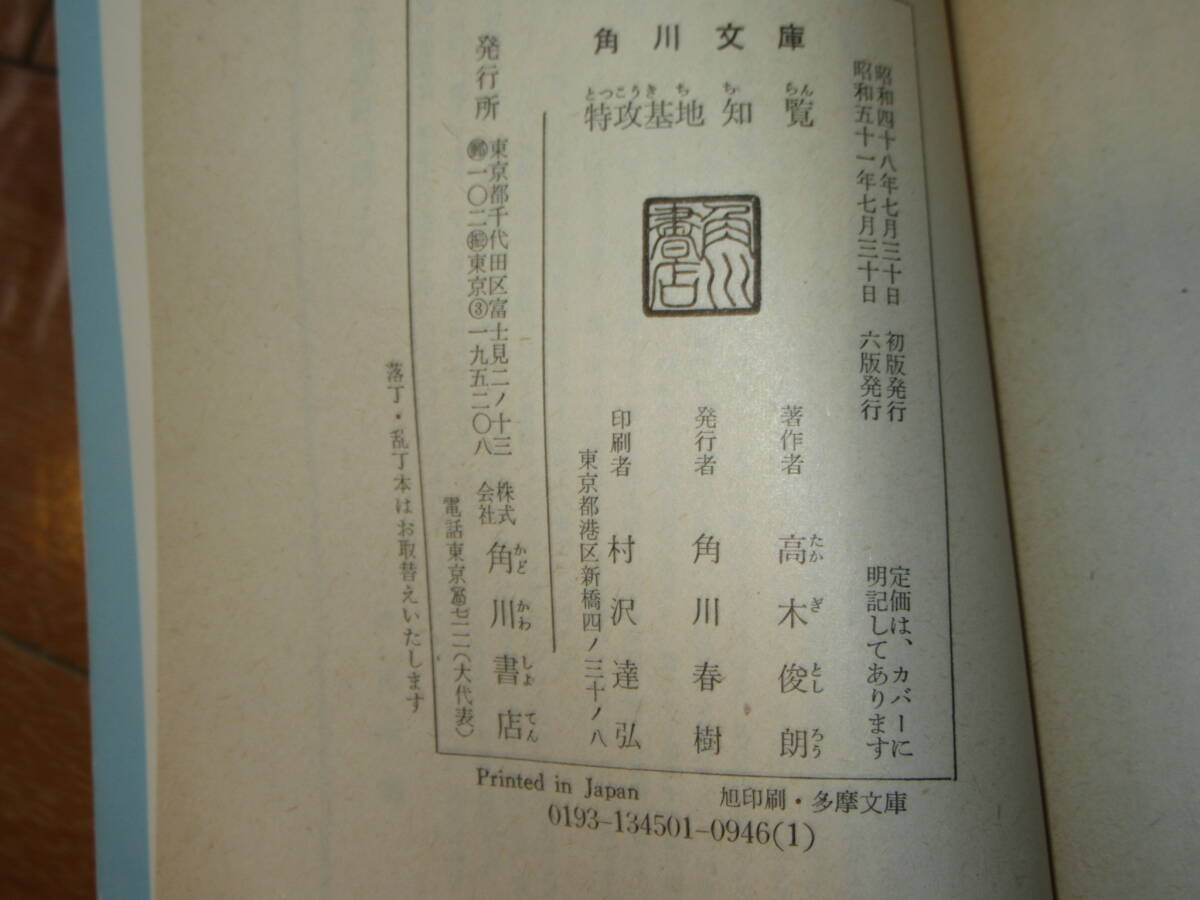 角川文庫
特攻基地 知覧
とつこうきち ちらん
昭和四十八年七月三十日 初版発行
昭和五十一年七月三十日 六版発行
定価は、カバーに
明記してあります
著作者 高木俊朗
たか ぎ とし ろう
発行者 角川春樹
印刷者 村沢達弘
東京都港区新橋四ノ三十ノ八
角川書店
発行所
東京都千代田区富士見二ノ十三
郵一〇二振東京③一九五二〇八
株式会社 角川書店
かど かわ しょ てん
(大代表)
電話東京
落丁・乱丁本はお取替えいたします
Printed in Japan
旭印刷・多摩文庫
0193-134501-0946(1)